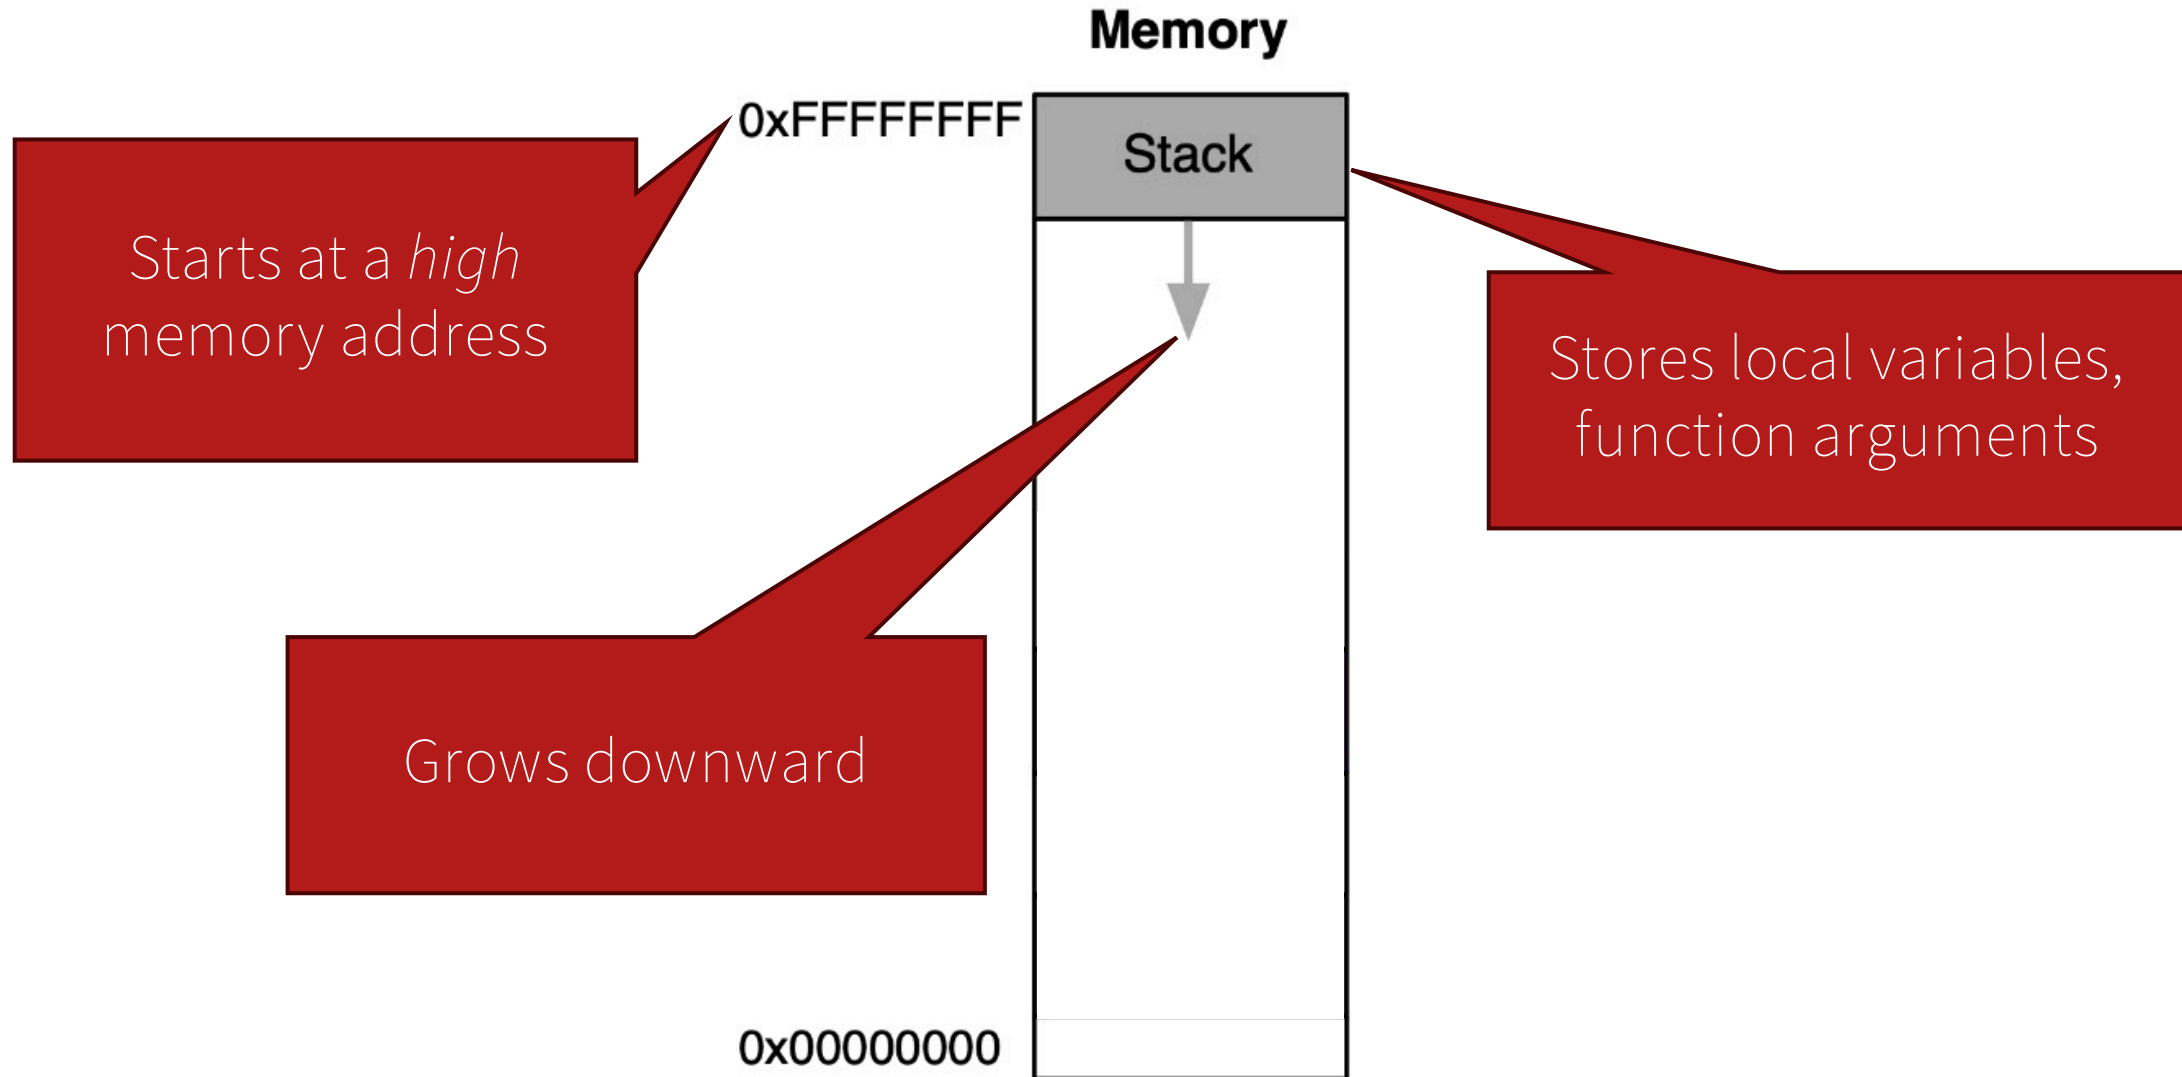 Memory
0xFFFFFFFF
Stack
Starts at a high
memory address
Stores local variables,
function arguments
Grows downward
0x00000000